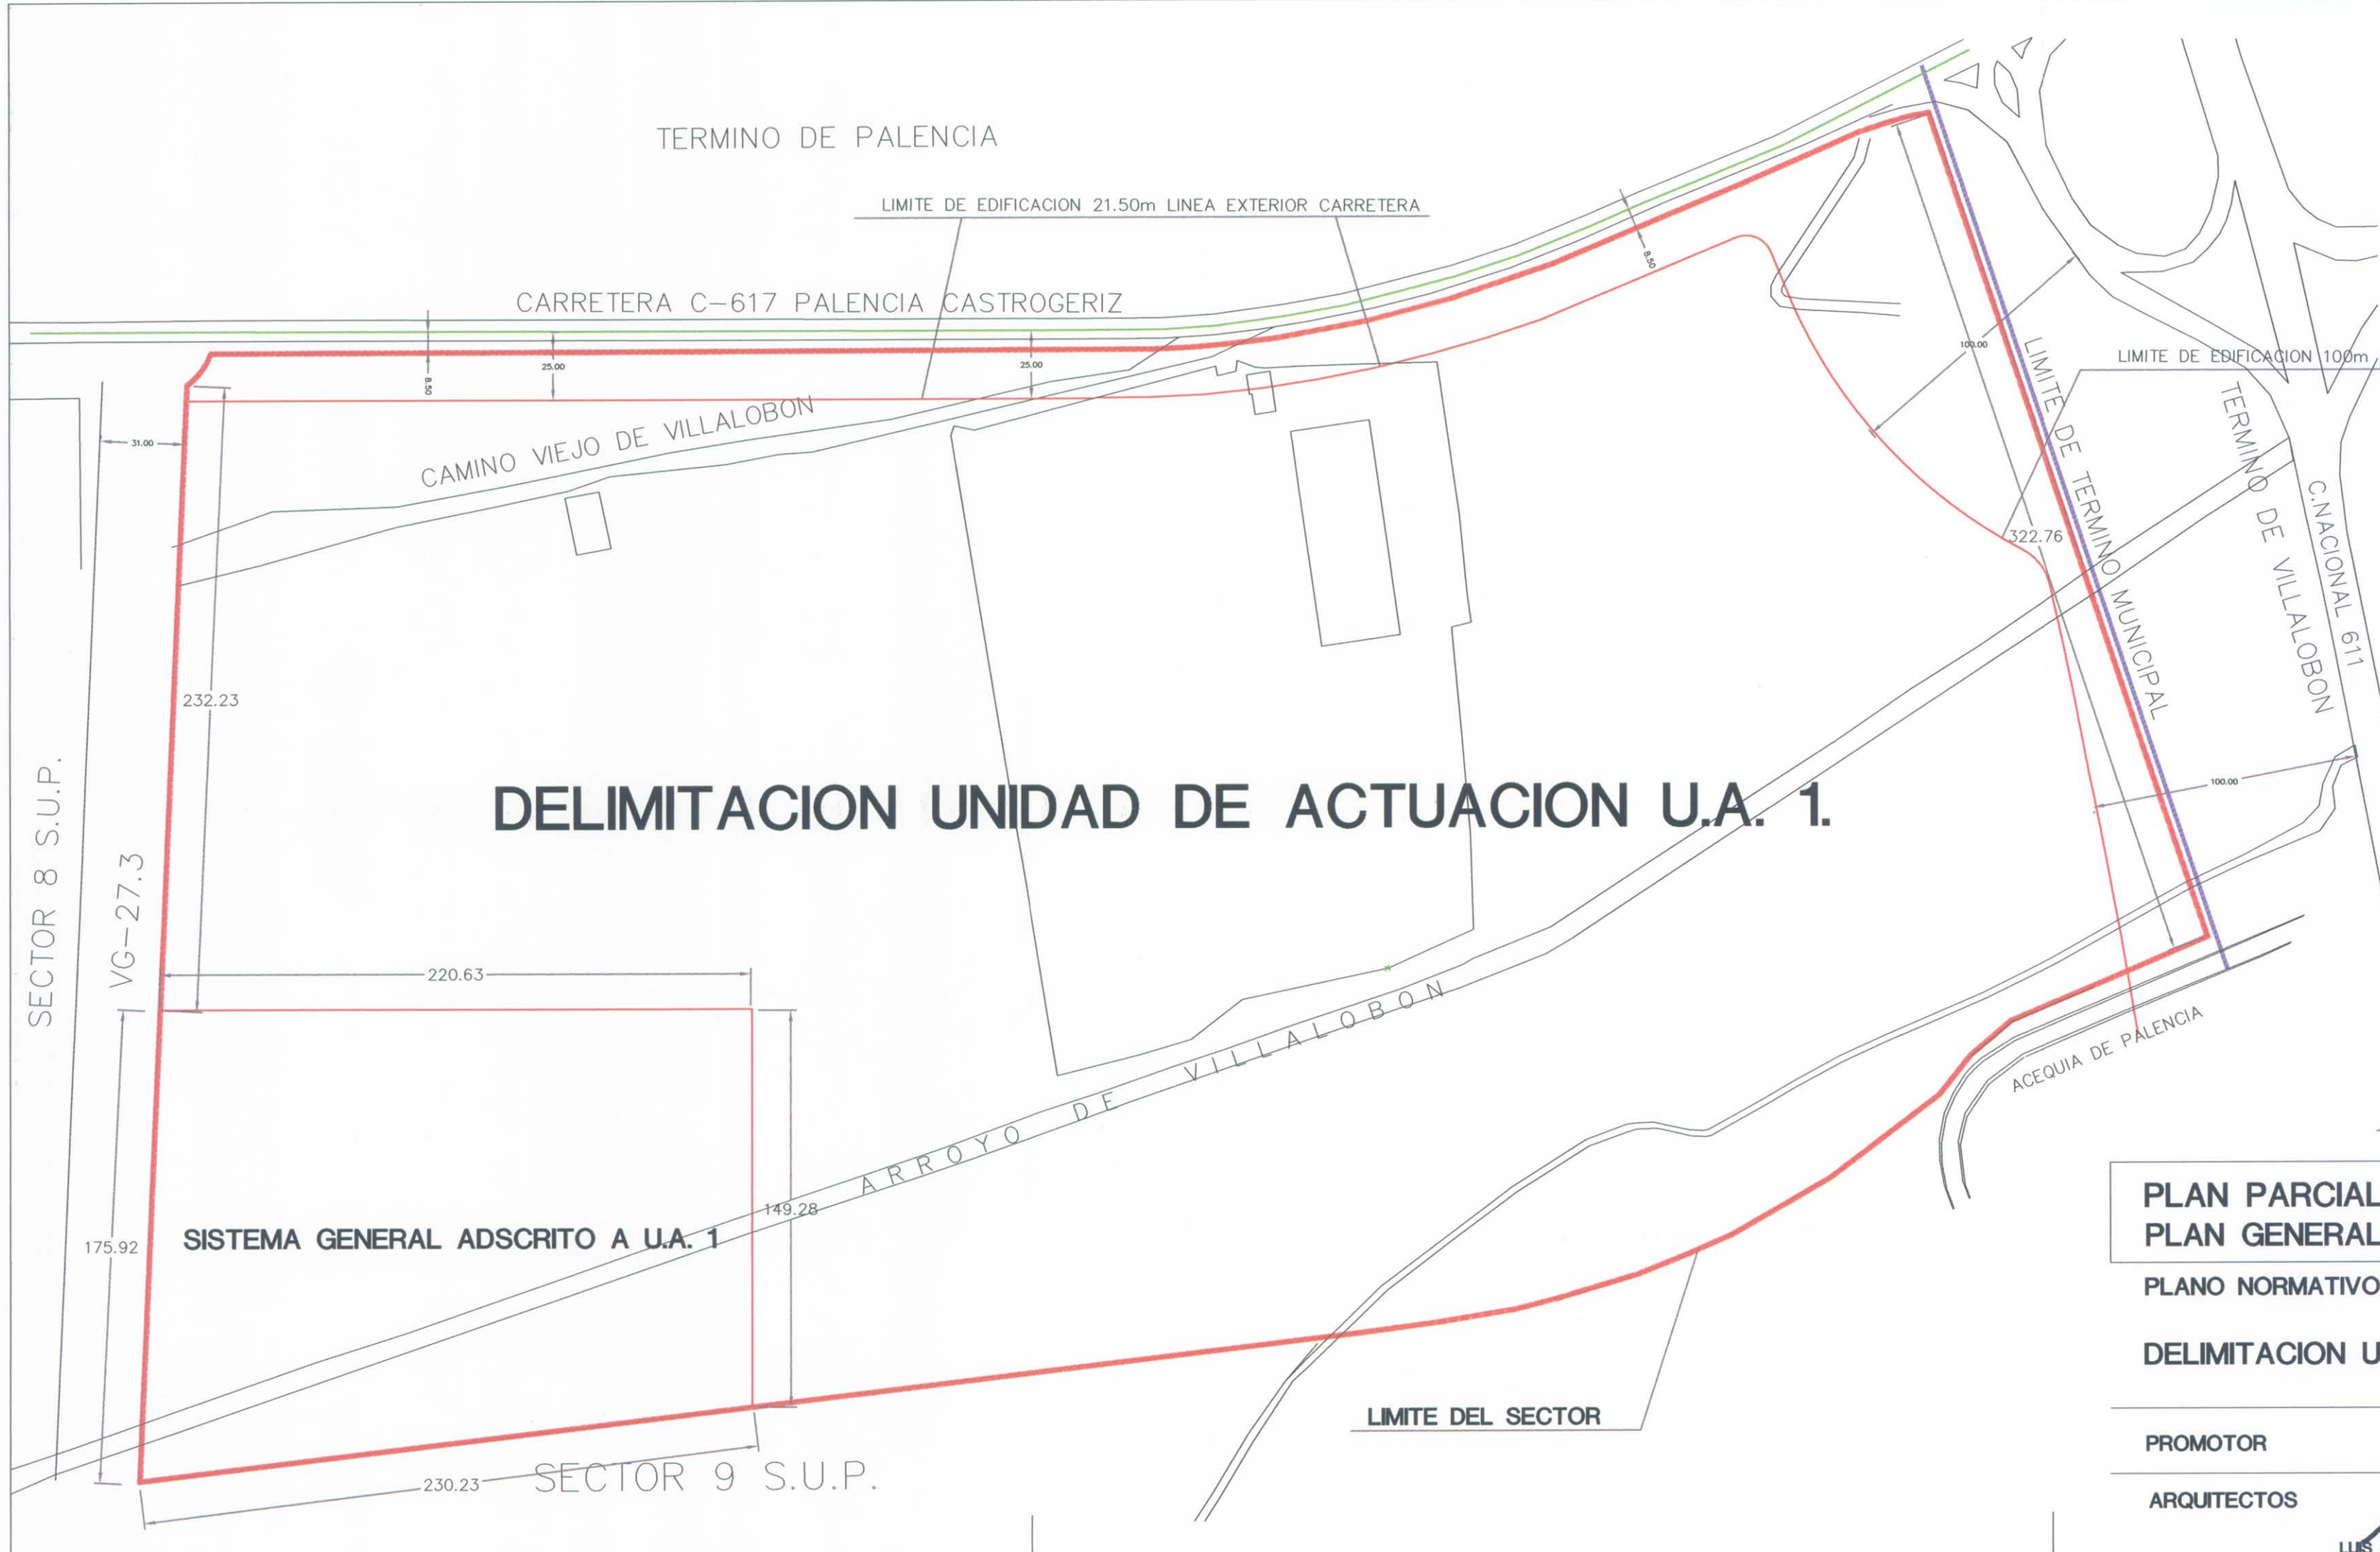 TERMINO DE PALENCIA
LIMITE DE EDIFICACION 21.50m LINEA EXTERIOR CARRETERA
CARRETERA C-617 PALENCIA CASTROGERIZ
8.50
25.00
25.00
8.50
31.00
CAMINO VIEJO DE VILLALOBON
100.00
LIMITE DE EDIFICACION 100m
LIMITE DE TERMINO MUNICIPAL
TERMINO DE VILLALOBON
C.NACIONAL 611
322.76
232.23
DELIMITACION UNIDAD DE ACTUACION U.A. 1.
100.00
SECTOR 8 S.U.P.
VG-27.3
220.63
ARROYO DE VILLALOBON
ACEQUIA DE PALENCIA
149.28
175.92
SISTEMA GENERAL ADSCRITO A U.A. 1
LIMITE DEL SECTOR
230.23
SECTOR 9 S.U.P.
PLAN PARCIAL
PLAN GENERAL
PLANO NORMATIVO
DELIMITACION U
PROMOTOR
ARQUITECTOS
LUIS